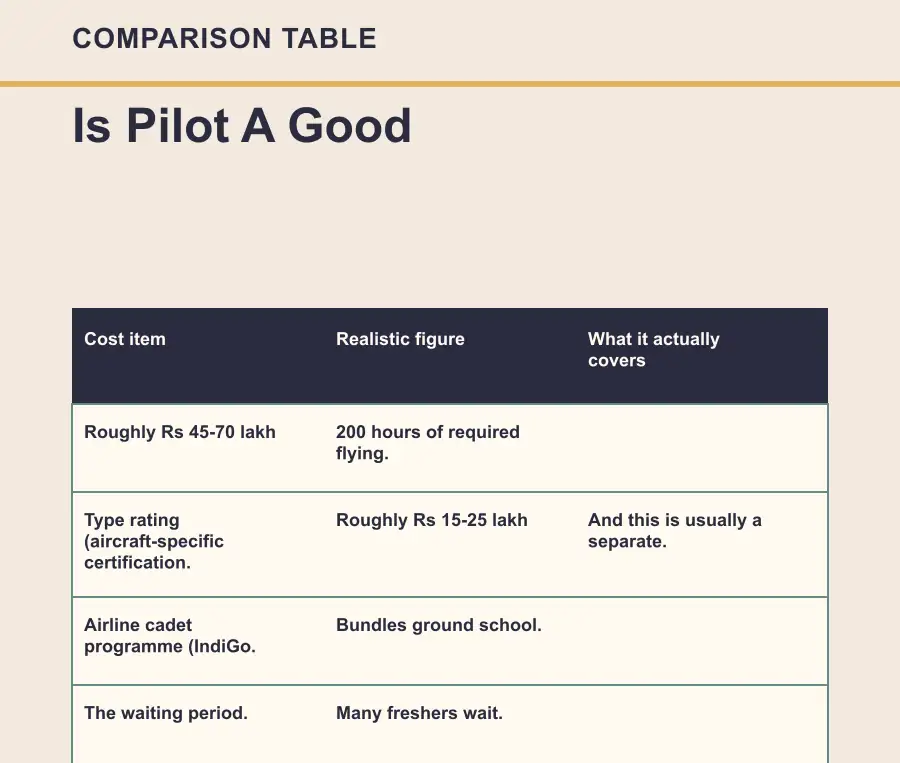 COMPARISON TABLE
Is Pilot A Good
Cost item
Realistic figure
What it actually
covers
Roughly Rs 45-70 lakh
200 hours of required
flying.
Type rating
(aircraft-specific
certification.
Roughly Rs 15-25 lakh
And this is usually a
separate.
Airline cadet
programme (IndiGo.
Bundles ground school.
The waiting period.
Many freshers wait.